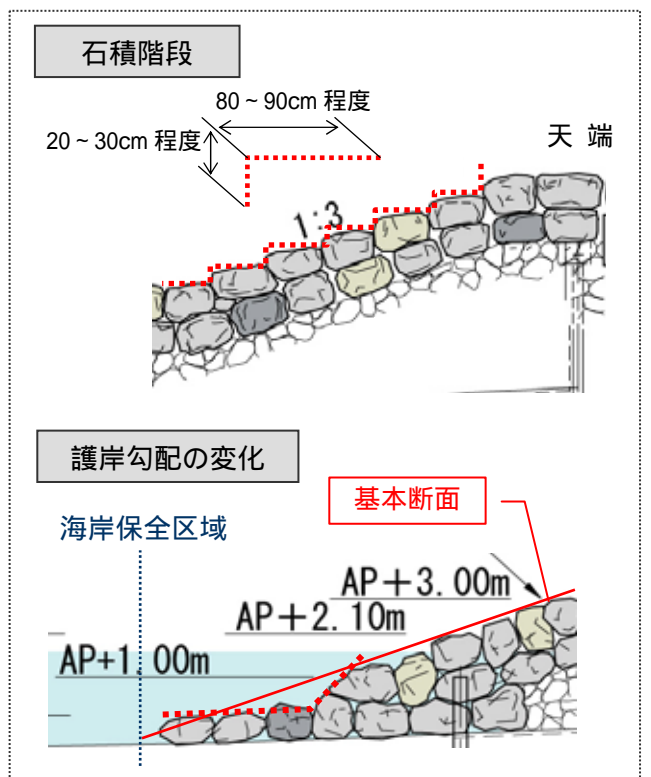 石積階段
80 ~ 90cm 程度
20 ~ 30cm 程度
天 端
1:3
護岸勾配の変化
基本断面
海岸保全区域
AP+3.00m
AP+2.10m
AP+1.00m